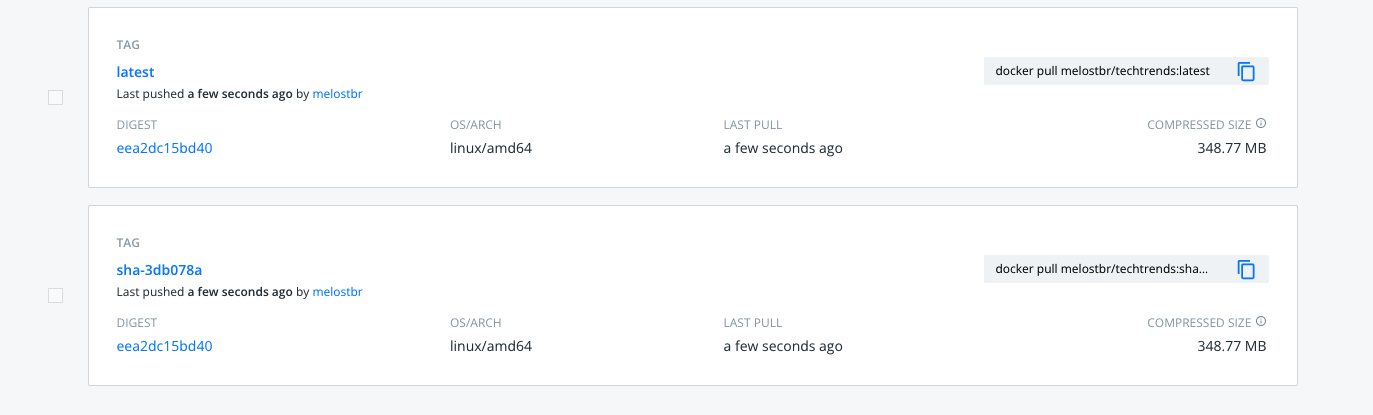 TAG
latest
docker pull melostbr/techtrends:latest
Last pushed a few seconds ago by melostbr
DIGEST OS/ARCH LAST PULL COMPRESSED SIZE
eea2dc15bd40 linux/amd64 a few seconds ago 348.77 MB
TAG
sha-3db078a
docker pull melostbr/techtrends:sha...
Last pushed a few seconds ago by melostbr
DIGEST OS/ARCH LAST PULL COMPRESSED SIZE
eea2dc15bd40 linux/amd64 a few seconds ago 348.77 MB